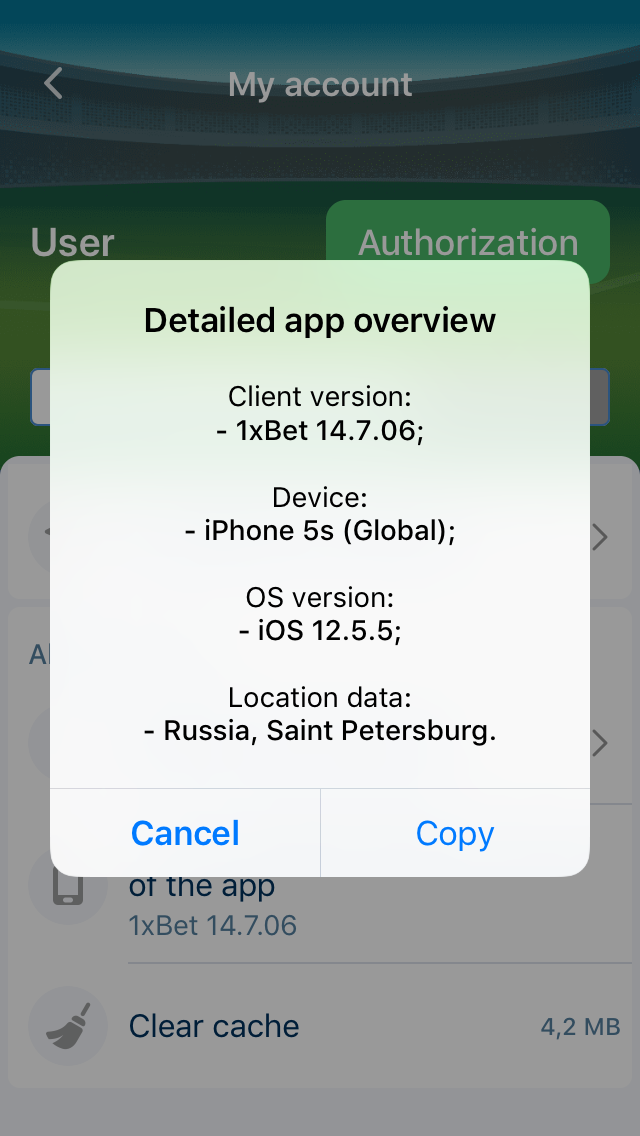 My account
User
Authorization
Detailed app overview
Client version:
- 1xBet 14.7.06;
Device:
- iPhone 5s (Global);
OS version:
- iOS 12.5.5;
Location data:
- Russia, Saint Petersburg.
Cancel
Copy
of the app
1xBet 14.7.06
Clear cache
4,2 MB